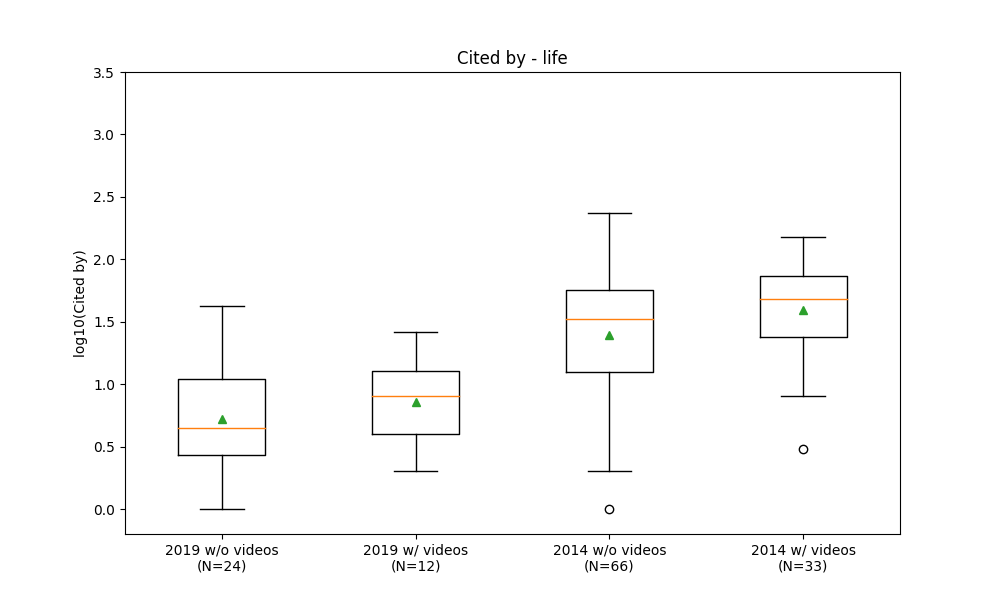 Cited by - life
3.5
3.0
2.5
2.0
1.5
1.0
0.5
0.0
log10(Cited by)
2019 w/o videos
(N=24)
2019 w/ videos
(N=12)
2014 w/o videos
(N=66)
2014 w/ videos
(N=33)